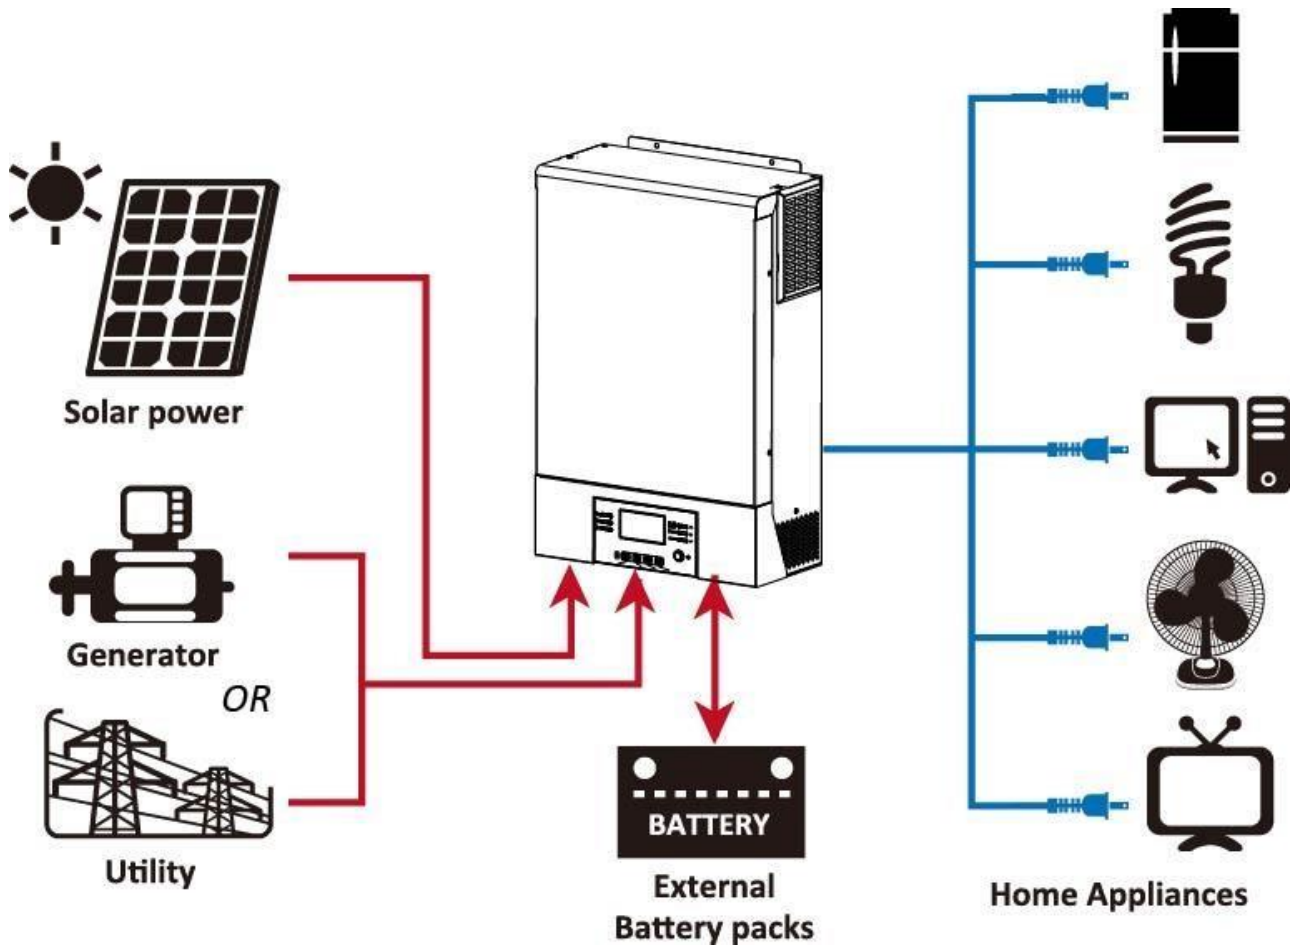 Solar power
Generator
OR
Utility
BATTERY
External
Battery packs
Home Appliances